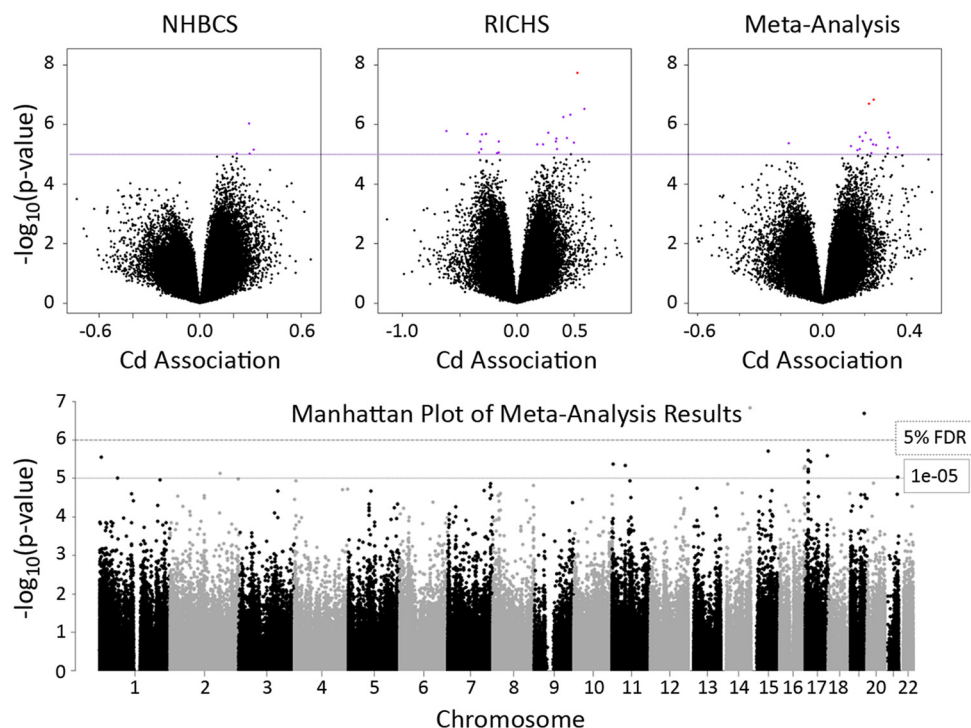 NHBCS
RICHS
Meta-Analysis
-log10(p-value)
8
6
4
2
0
8
6
4
2
0
8
6
4
2
0
-0.6
0.0
0.6
-1.0
0.0
0.5
-0.6
0.0
0.4
Cd Association
Cd Association
Cd Association
Manhattan Plot of Meta-Analysis Results
-log10(p-value)
7
6
5
4
3
2
1
0
5% FDR
1e-05
1 2 3 4 5 6 7 8 9 10 11 12 13 14 15 16 17 18 20 22
Chromosome